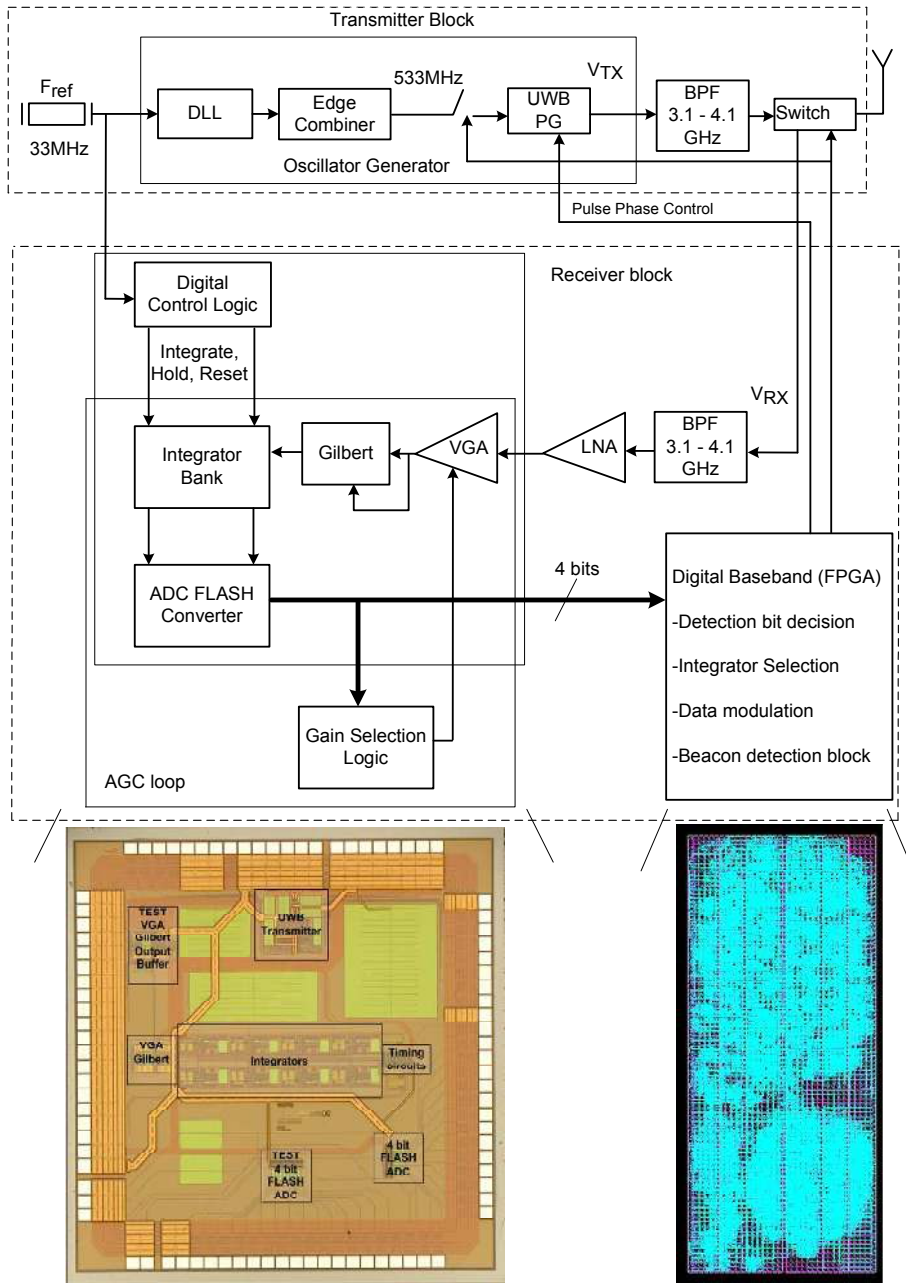 Transmitter Block
Fref
33MHz
DLL
Edge
Combiner
533MHz
UWB
PG
VTX
BPF
3.1 - 4.1
GHz
Switch
Oscillator Generator
Pulse Phase Control
Receiver block
Digital
Control Logic
Integrate,
Hold, Reset
Integrator
Bank
Gilbert
VGA
LNA
VRX
BPF
3.1 - 4.1
GHz
ADC FLASH
Converter
4 bits
Digital Baseband (FPGA)
-Detection bit decision
-Integrator Selection
-Data modulation
-Beacon detection block
Gain Selection
Logic
AGC loop
TEST
VGA
Gilbert
Output
Buffer
UWB
Transmitter
VGA
Gilbert
Integrators
Timing
circuits
TEST
4 bit
FLASH
ADC
4 bit
FLASH
ADC